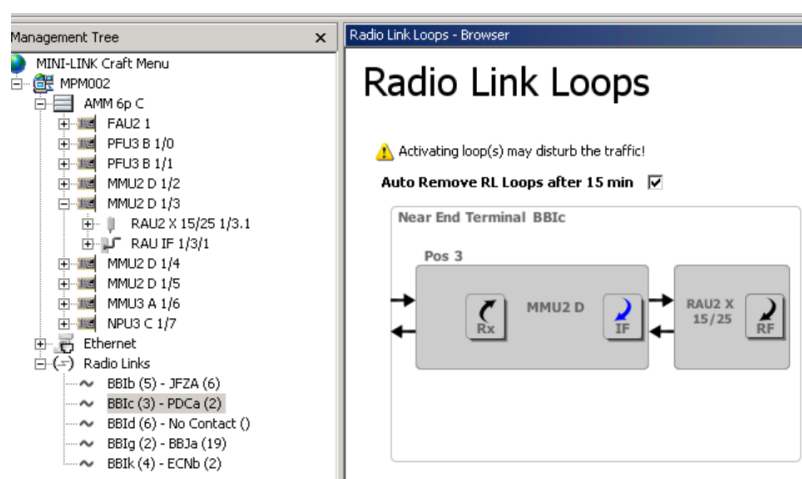 Management Tree x
MINI-LINK Craft Menu
MPM002
AMM 6p C
FAU2 1
PFU3 B 1/0
PFU3 B 1/1
MMU2 D 1/2
MMU2 D 1/3
RAU2 X 15/25 1/3.1
RAU IF 1/3/1
MMU2 D 1/4
MMU2 D 1/5
MMU3 A 1/6
NPU3 C 1/7
Ethernet
Radio Links
BBIb (5) - JFZA (6)
BBIc (3) - PDCa (2)
BBId (6) - No Contact ()
BBIg (2) - BBJa (19)
BBIk (4) - ECNb (2)
Radio Link Loops - Browser
Radio Link Loops
Activating loop(s) may disturb the traffic!
Auto Remove RL Loops after 15 min
Near End Terminal BBIc
Pos 3
Rx
MMU2 D
IF
RAU2 X
15/25
RF